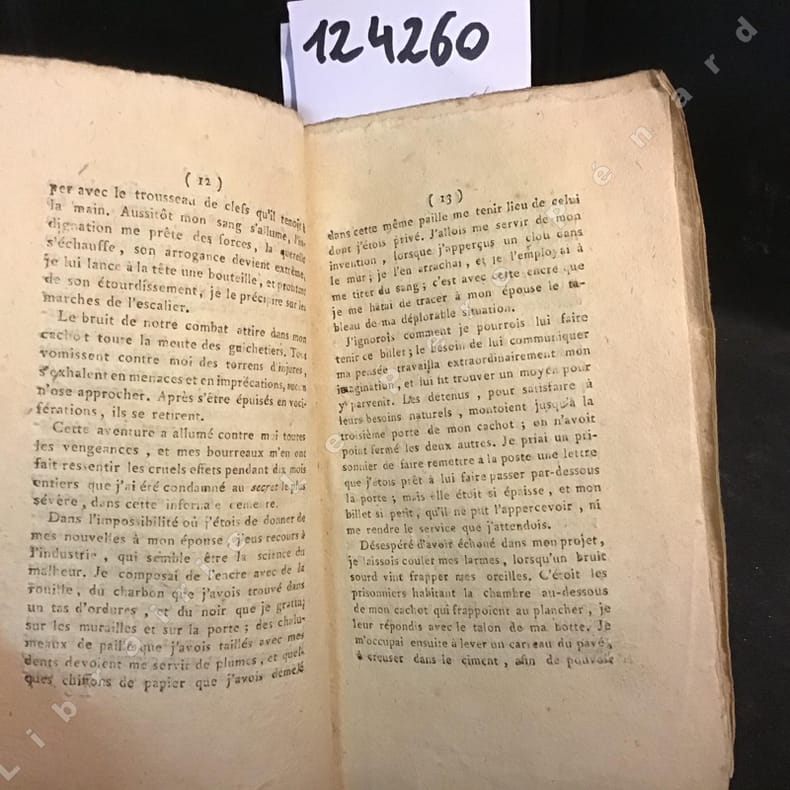 124260
( 12 )
per avec le trousseau de clefs qu'il tenoit à
la main. Aussitôt mon sang s'allume, l'in-
dignation me prête des forces, la querelle
s'échauffe, son arrogance devient extrême,
je lui lance à la tête une bouteille, et profitant
de son étourdissement, je le précipite sur les
marches de l'escalier.
Le bruit de notre combat attire dans mon
cachot toute la meute des guichetiers. Tous
vomissent contre moi des torrens d'injures,
s'exhalent en menaces et en imprécations, aucun
n'ose approcher. Après s'être épuisés en voci-
férations, ils se retirent.
Cette aventure a allumé contre moi toutes
les vengeances, et mes bourreaux m'en ont
fait ressentir les cruels effets pendant dix mois
entiers que j'ai été condamné au secret le plus
sévère, dans cette infernale demeure.
Dans l'impossibilité où j'étois de donner de
mes nouvelles à mon épouse, j'eus recours à
l'industrie, qui semble être la science du
malheur. Je composai de l'encre avec de la
rouille, du charbon que j'avois trouvé dans
un tas d'ordures, et du noir que je grattai
sur les murailles et sur la porte; des chalu-
meaux de paille que j'avois taillés avec mes
dents devoient me servir de plumes, et quel-
ques chiffons de papier que j'avois démêlé
( 13 )
dans cette même paille me tenir lieu de celui
dont j'étois privé. J'allois me servir de mon
invention, lorsque j'apperçus un clou dans
le mur; je l'en arrachai, et je l'employai à
me tirer du sang; c'est avec cette encre que
je me hâtai de tracer à mon épouse le ta-
bleau de ma déplorable situation.
J'ignorois comment je pourrois lui faire
tenir ce billet; le besoin de lui communiquer
ma pensée travailla extraordinairement mon
imagination, et lui fit trouver un moyen pour
y parvenir. Les détenus, pour satisfaire à
leurs besoins naturels, montoient jusqu'à la
troisième porte de mon cachot; on n'avoit
point fermé les deux autres. Je priai un pri-
sonnier de faire remettre à la poste une lettre
que j'étois prêt à lui faire passer par-dessous
la porte; mais elle étoit si épaisse, et mon
billet si petit, qu'il ne put l'appercevoir, ni
me rendre le service que j'attendois.
Désespéré d'avoir échoué dans mon projet,
je laissois couler mes larmes, lorsqu'un bruit
sourd vint frapper mes oreilles. C'étoit les
prisonniers habitant la chambre au-dessous
de mon cachot qui frappoient au plancher, je
leur répondis avec le talon de ma botte. Je
m'occupai ensuite à lever un carreau du pavé,
à creuser dans le ciment, afin de pouvoir